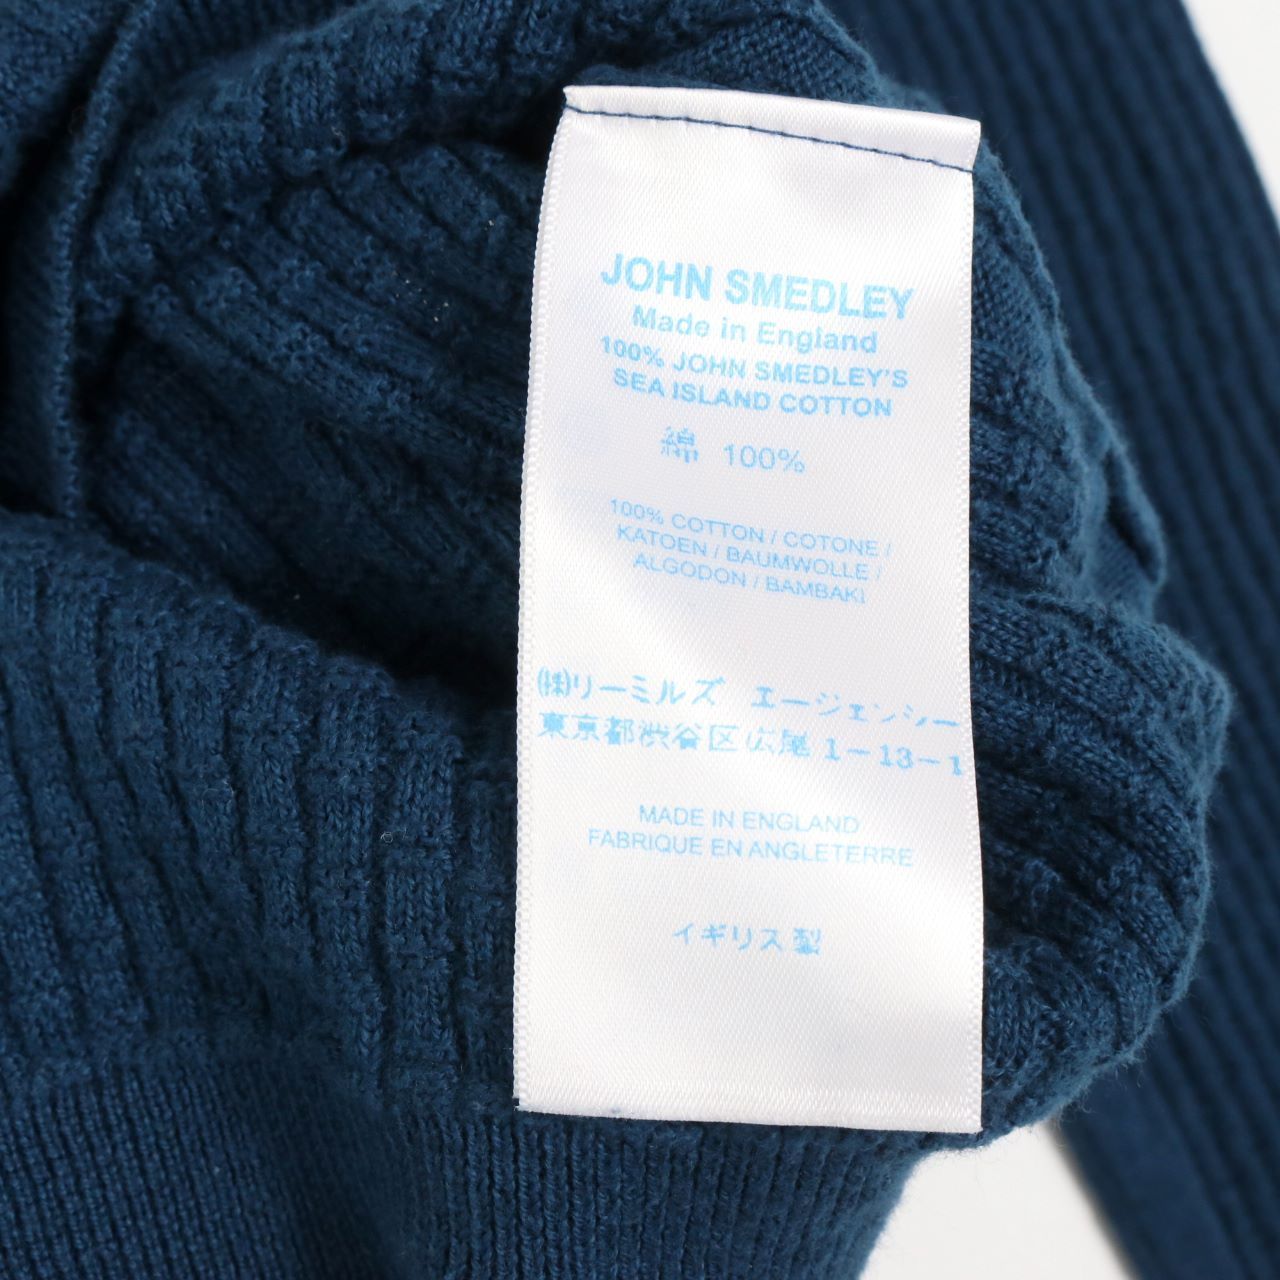 JOHN SMEDLEY
Made in England
100% JOHN SMEDLEY'S
SEA ISLAND COTTON
綿 100%
100% COTTON / COTONE /
KATOEN / BAUMWOLLE /
ALGODON / BAMBAKI
㈱リーミルズ エージェンシー
東京都渋谷区広尾1-13-1
MADE IN ENGLAND
FABRIQUE EN ANGLETERRE
イギリス製